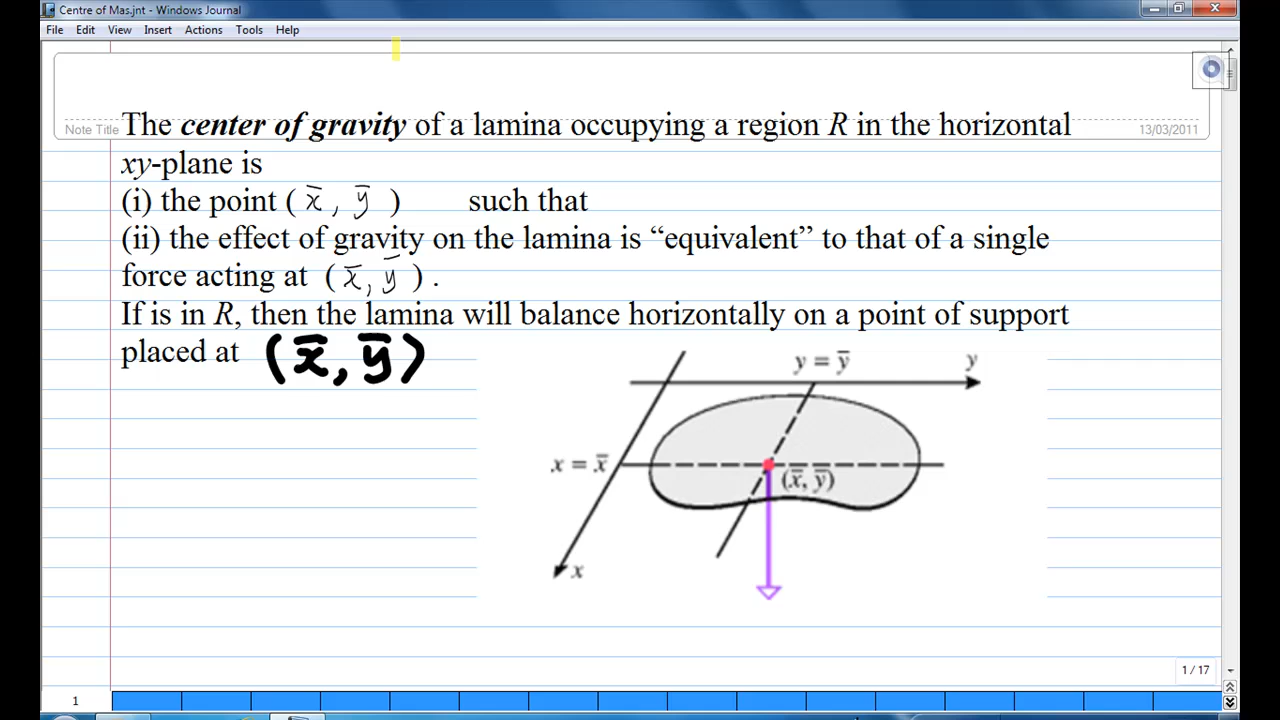 Centre of Mas.jnt - Windows Journal
File Edit View Insert Actions Tools Help
Note Title
13/03/2011
The center of gravity of a lamina occupying a region R in the horizontal
xy-plane is
(i) the point ( x̄, ȳ ) such that
(ii) the effect of gravity on the lamina is “equivalent” to that of a single
force acting at ( x̄, ȳ ) .
If is in R, then the lamina will balance horizontally on a point of support
placed at (x̄, ȳ)
y = ȳ
y
x = x̄
(x̄, ȳ)
x
1 / 17
1